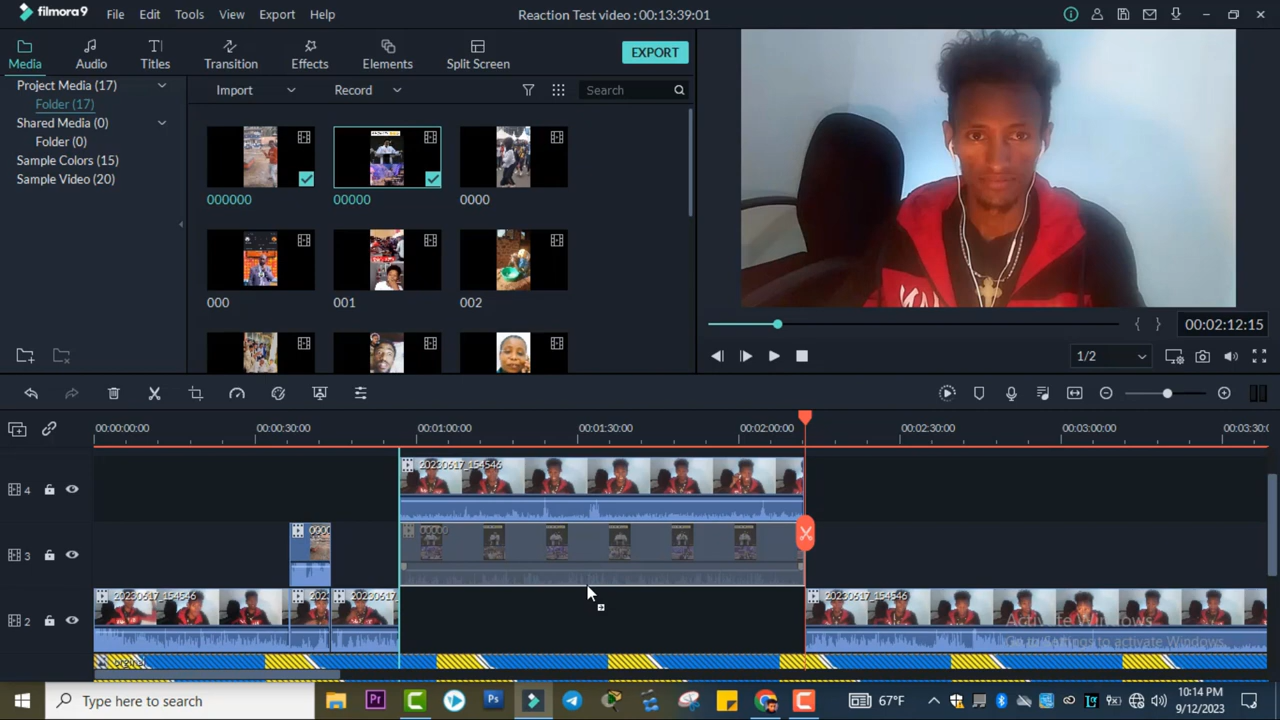 filmora9
File Edit Tools View Export Help
Reaction Test video : 00:13:39:01
Media Audio Titles Transition Effects Elements Split Screen
EXPORT
Project Media (17)
Folder (17)
Shared Media (0)
Folder (0)
Sample Colors (15)
Sample Video (20)
Import Record Search
000000 00000 0000
000 001 002
00:02:12:15
1/2
00:00:00:00 00:00:30:00 00:01:00:00 00:01:30:00 00:02:00:00 00:02:30:00 00:03:00:00 00:03:30:0
4
20230617_154546
3
0000
00000
2
20230617_154546
202
20230617
20230617_154546
Activate Windows
Go to Settings to activate Windows.
Type here to search
Pr
Ps
67°F
10:14 PM
9/12/2023